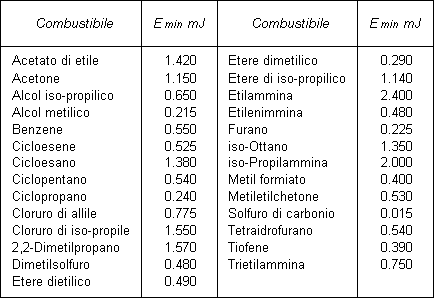 Combustibile E min mJ Combustibile E min mJ
Acetato di etile 1.420 Etere dimetilico 0.290
Acetone 1.150 Etere di iso-propilico 1.140
Alcol iso-propilico 0.650 Etilammina 2.400
Alcol metilico 0.215 Etilenimmina 0.480
Benzene 0.550 Furano 0.225
Cicloesene 0.525 iso-Ottano 1.350
Cicloesano 1.380 iso-Propilammina 2.000
Ciclopentano 0.540 Metil formiato 0.400
Ciclopropano 0.240 Metiletilchetone 0.530
Cloruro di allile 0.775 Solfuro di carbonio 0.015
Cloruro di iso-propile 1.550 Tetraidrofurano 0.540
2,2-Dimetilpropano 1.570 Tiofene 0.390
Dimetilsolfuro 0.480 Trietilammina 0.750
Etere dietilico 0.490